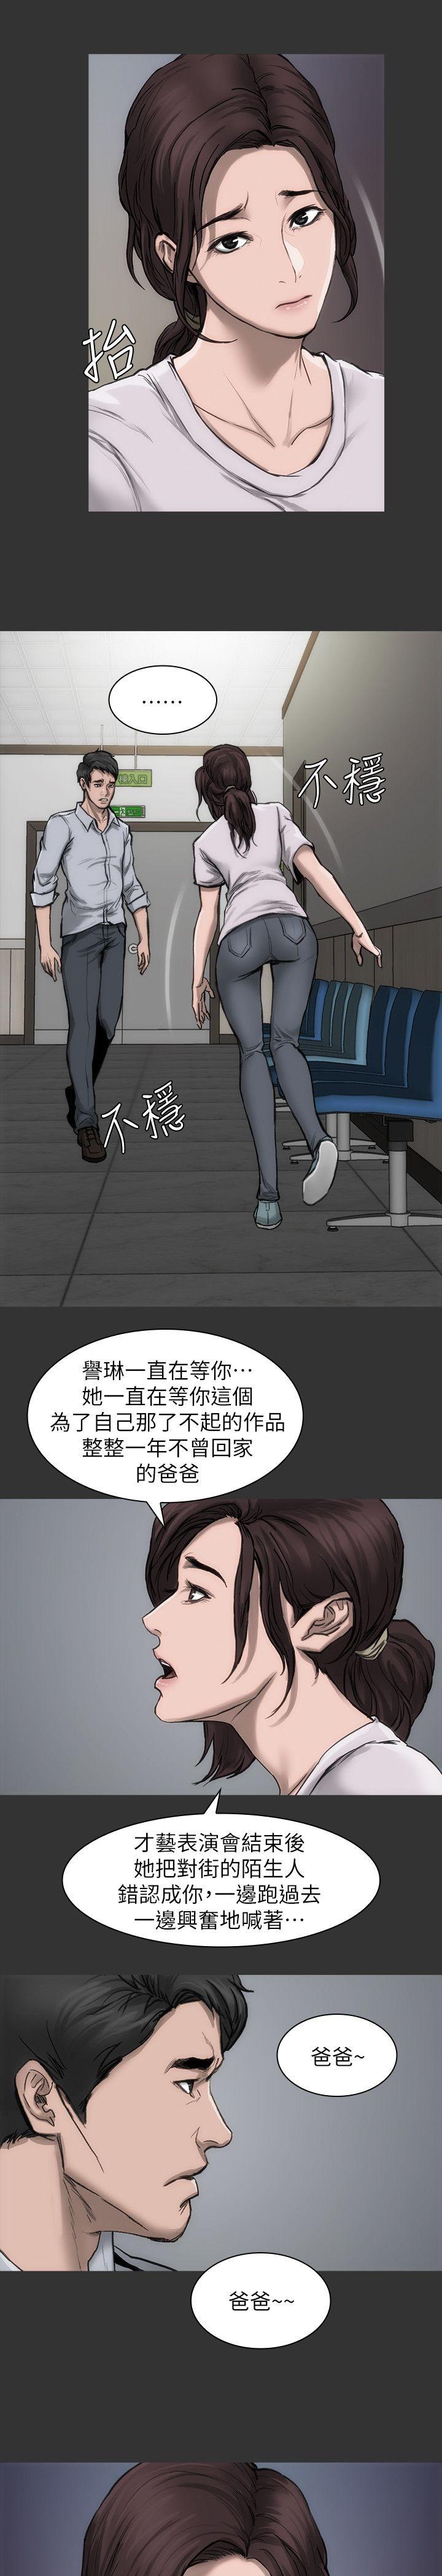 抬
……
入口
不穩
不穩
譽琳一直在等你…
她一直在等你這個
為了自己那了不起的作品
整整一年不曾回家
的爸爸
才藝表演會結束後
她把對街的陌生人
錯認成你,一邊跑過去
一邊興奮地喊著…
爸爸~
爸爸~~